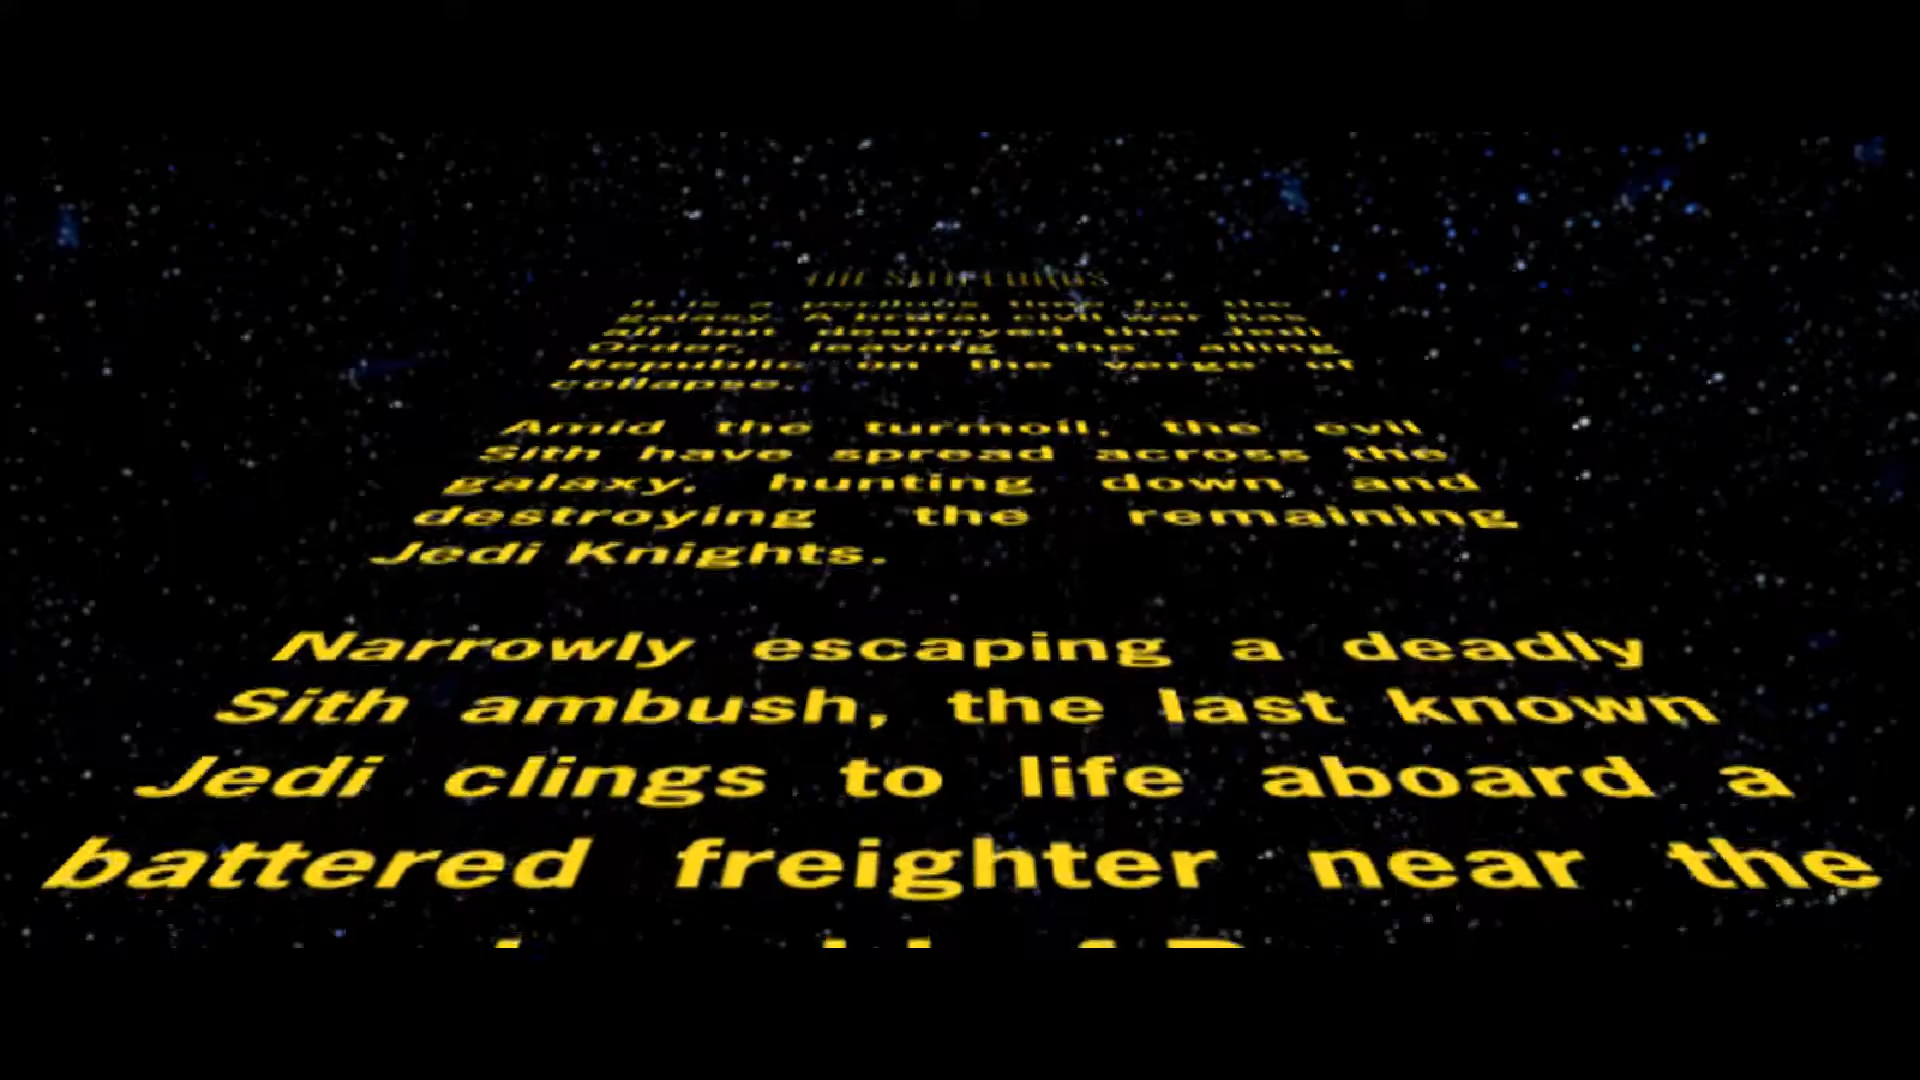 The Sith Lords
It is a perilous time for the
galaxy. A brutal civil war has
all but destroyed the Jedi
Order, leaving the ailing
Republic on the verge of
collapse.
Amid the turmoil, the evil
Sith have spread across the
galaxy, hunting down and
destroying the remaining
Jedi Knights.
Narrowly escaping a deadly
Sith ambush, the last known
Jedi clings to life aboard a
battered freighter near the